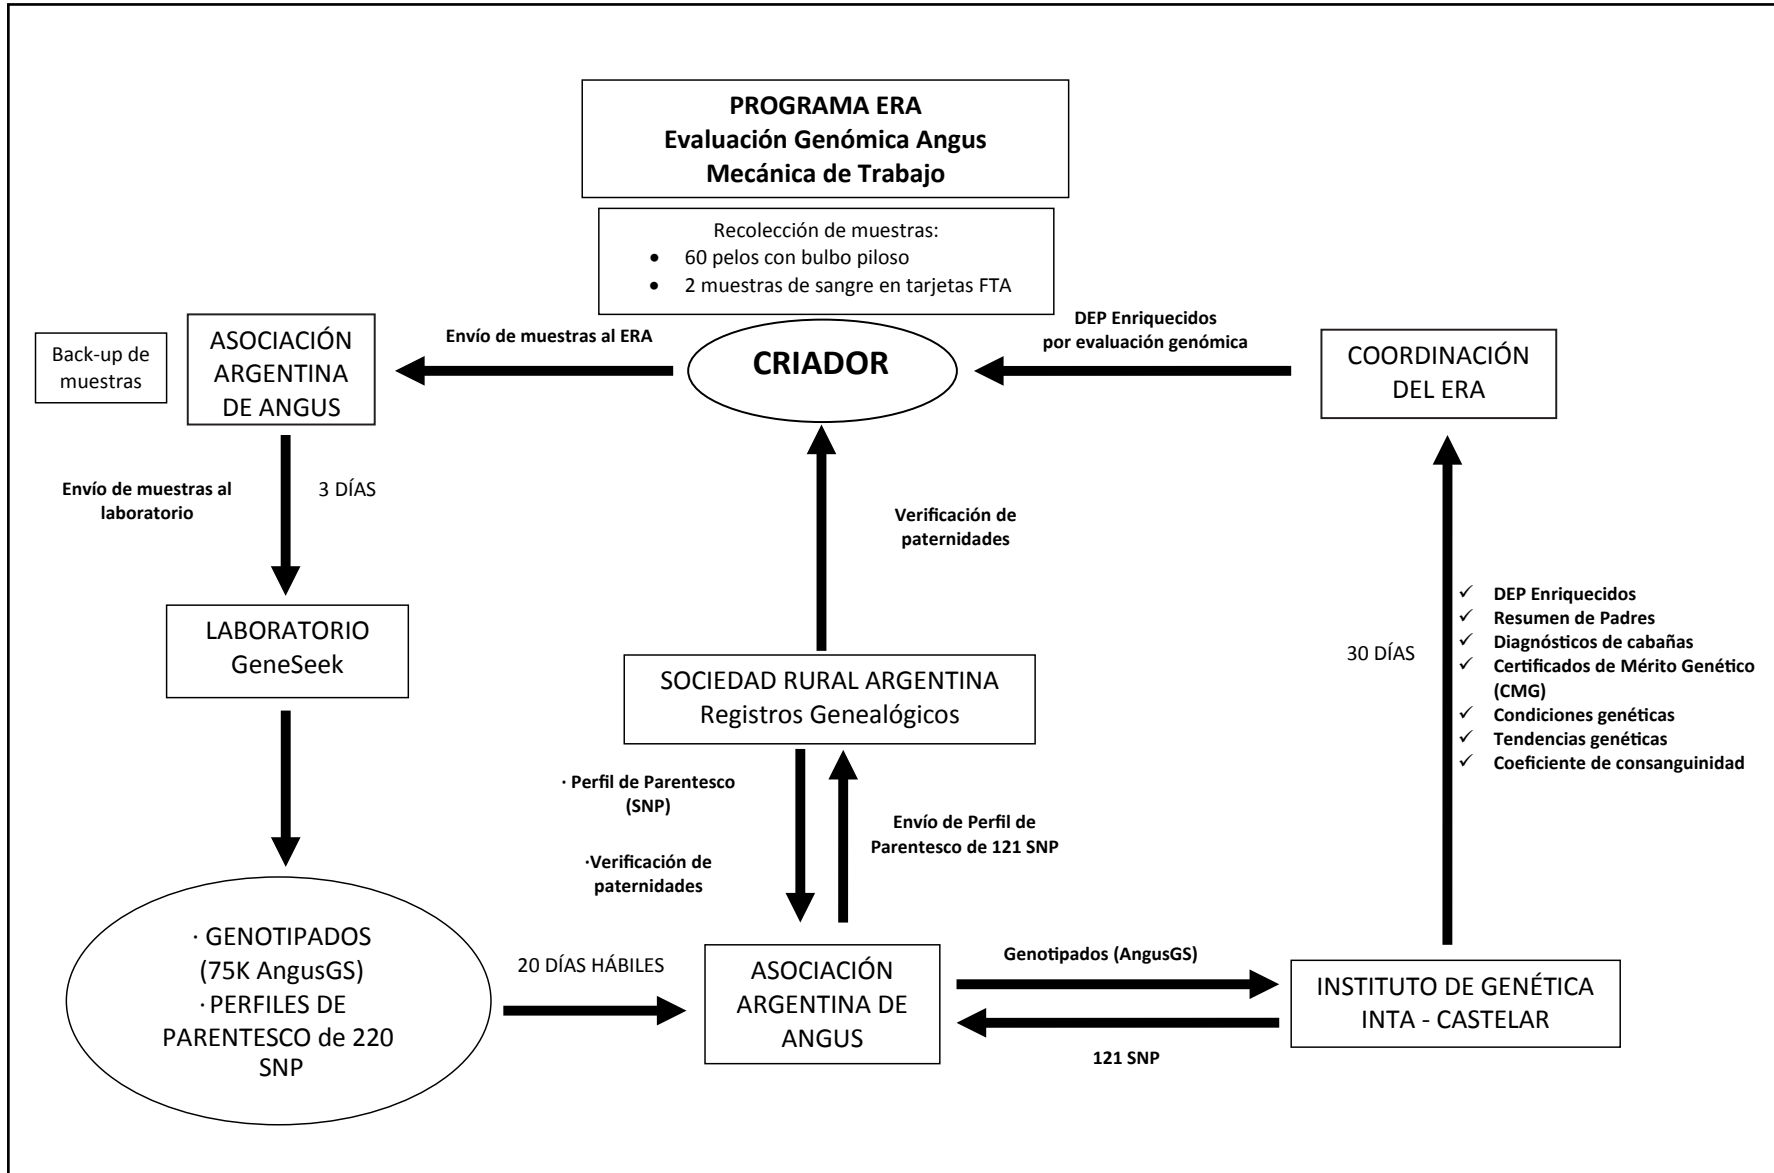 PROGRAMA ERA
Evaluación Genómica Angus
Mecánica de Trabajo
Recolección de muestras:
• 60 pelos con bulbo piloso
• 2 muestras de sangre en tarjetas FTA
Back-up de
muestras
ASOCIACIÓN
ARGENTINA
DE ANGUS
Envío de muestras al ERA
CRIADOR
DEP Enriquecidos
por evaluación genómica
COORDINACIÓN
DEL ERA
Envío de muestras al
laboratorio
3 DÍAS
Verificación de
paternidades
LABORATORIO
GeneSeek
SOCIEDAD RURAL ARGENTINA
Registros Genealógicos
30 DÍAS
✓ DEP Enriquecidos
✓ Resumen de Padres
✓ Diagnósticos de cabañas
✓ Certificados de Mérito Genético
(CMG)
✓ Condiciones genéticas
✓ Tendencias genéticas
✓ Coeficiente de consanguinidad
· Perfil de Parentesco
(SNP)
·Verificación de
paternidades
Envío de Perfil de
Parentesco de 121 SNP
· GENOTIPADOS
(75K AngusGS)
· PERFILES DE
PARENTESCO de 220
SNP
20 DÍAS HÁBILES
ASOCIACIÓN
ARGENTINA DE
ANGUS
Genotipados (AngusGS)
121 SNP
INSTITUTO DE GENÉTICA
INTA - CASTELAR